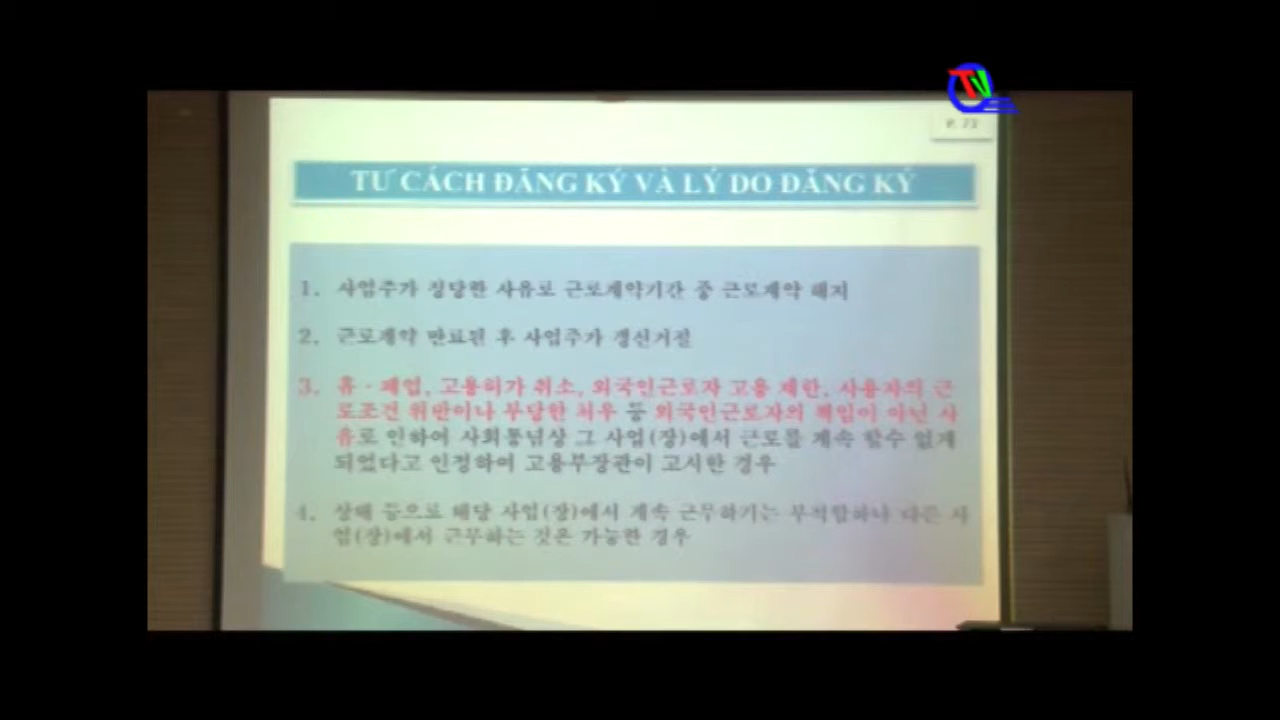 TV
P. 23
TƯ CÁCH ĐĂNG KÝ VÀ LÝ DO ĐĂNG KÝ
1. 사업주가 정당한 사유로 근로계약기간 중 근로계약 해지
2. 근로계약 만료된 후 사업주가 갱신거절
3. 휴·폐업, 고용허가 취소, 외국인근로자 고용 제한, 사용자의 근
로조건 위반이나 부당한 처우 등 외국인근로자의 책임이 아닌 사
유로 인하여 사회통념상 그 사업(장)에서 근로를 계속 할수 없게
되었다고 인정하여 고용부장관이 고시한 경우
4. 상해 등으로 해당 사업(장)에서 계속 근무하기는 부적합하나 다른 사
업(장)에서 근무하는 것은 가능한 경우